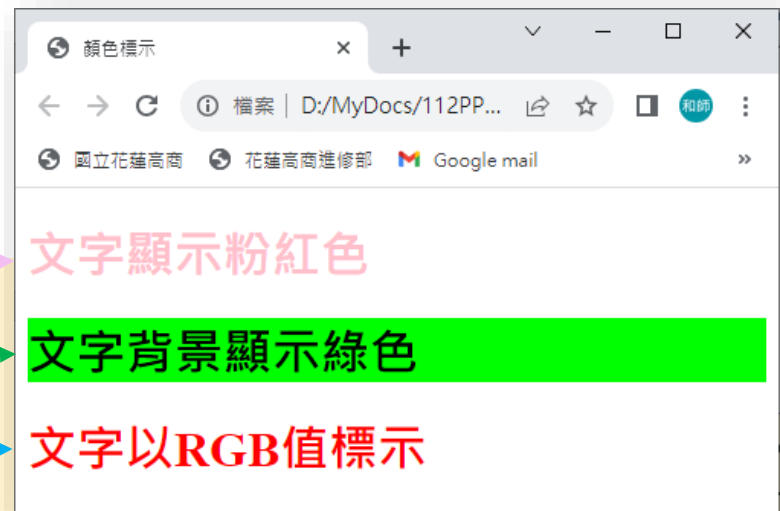 顏色標示
檔案 | D:/MyDocs/112PP... 和師
國立花蓮高商 花蓮高商進修部 Google mail »
文字顯示粉紅色
文字背景顯示綠色
文字以RGB值標示